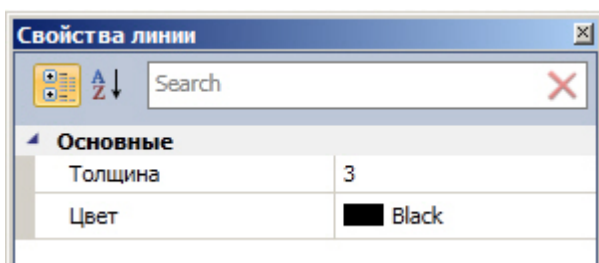 Свойства линии
A Z Search
Основные
Толщина 3
Цвет Black